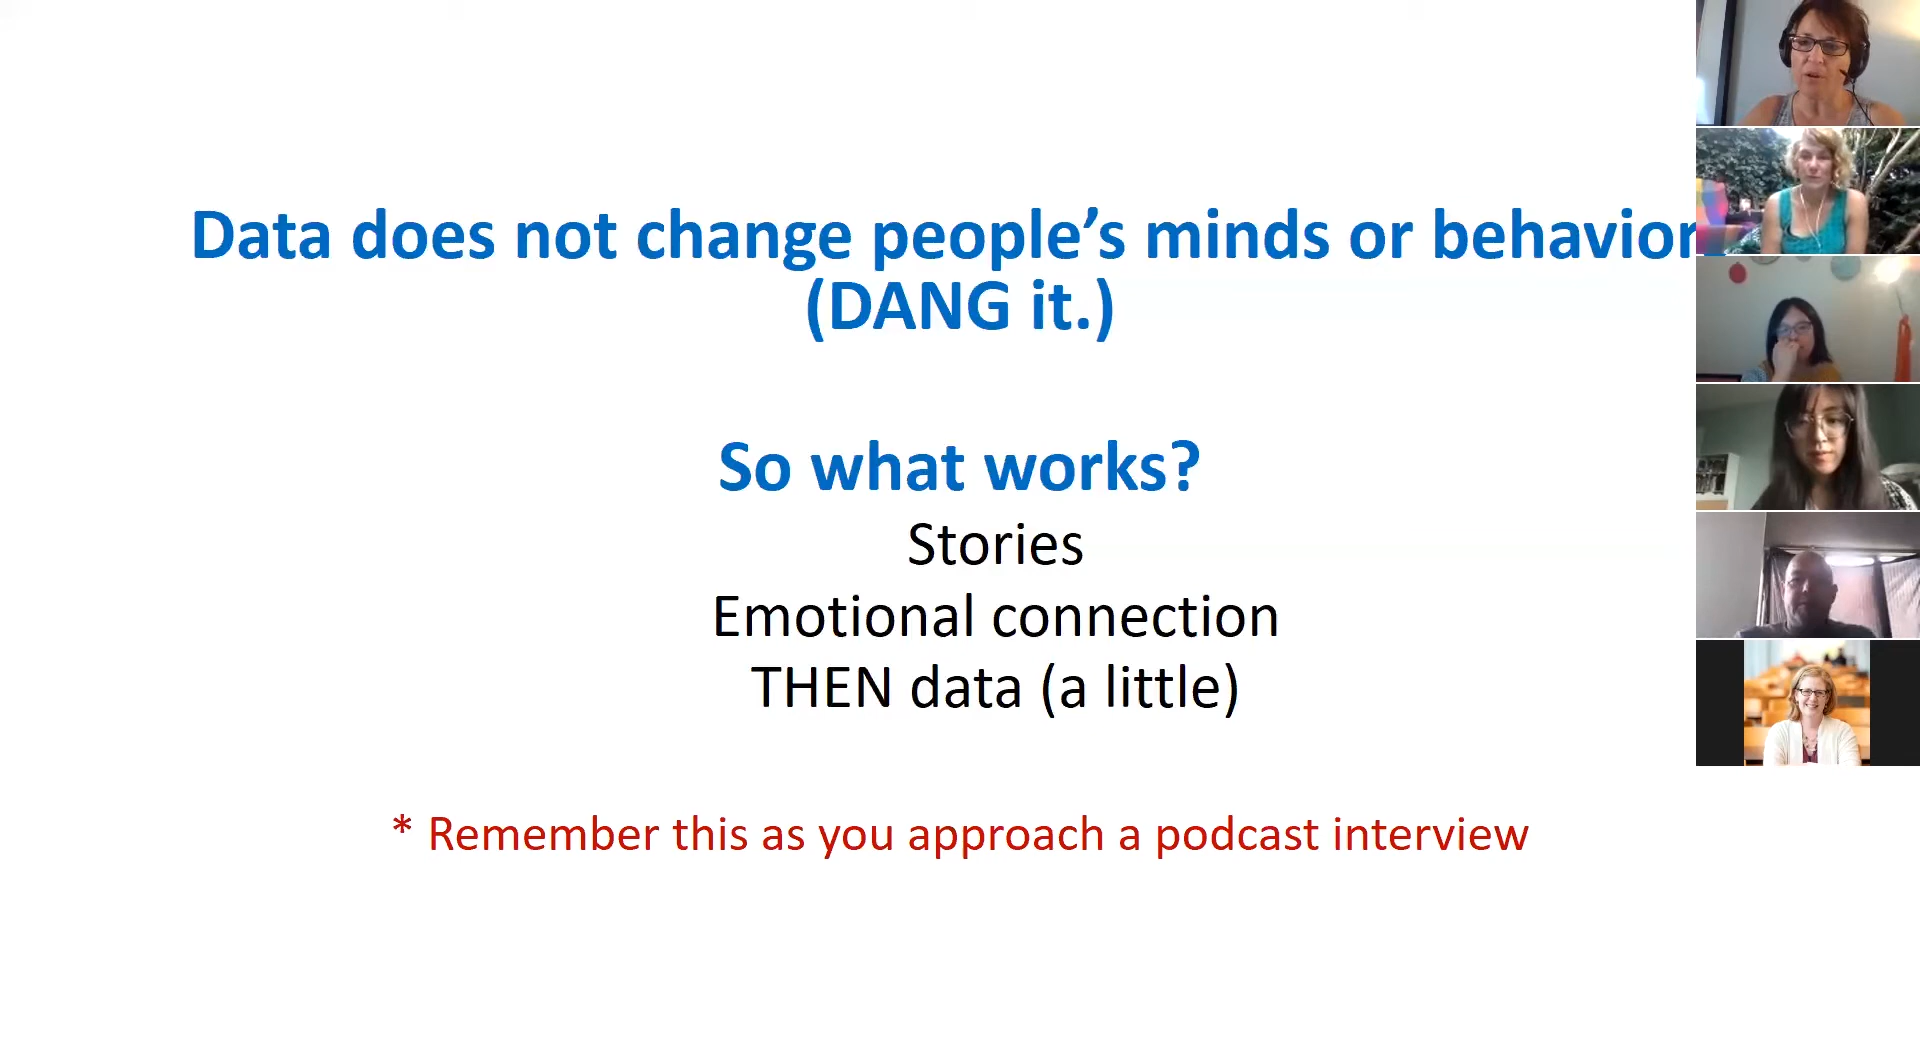 Data does not change people’s minds or behavior
(DANG it.)
So what works?
Stories
Emotional connection
THEN data (a little)
* Remember this as you approach a podcast interview